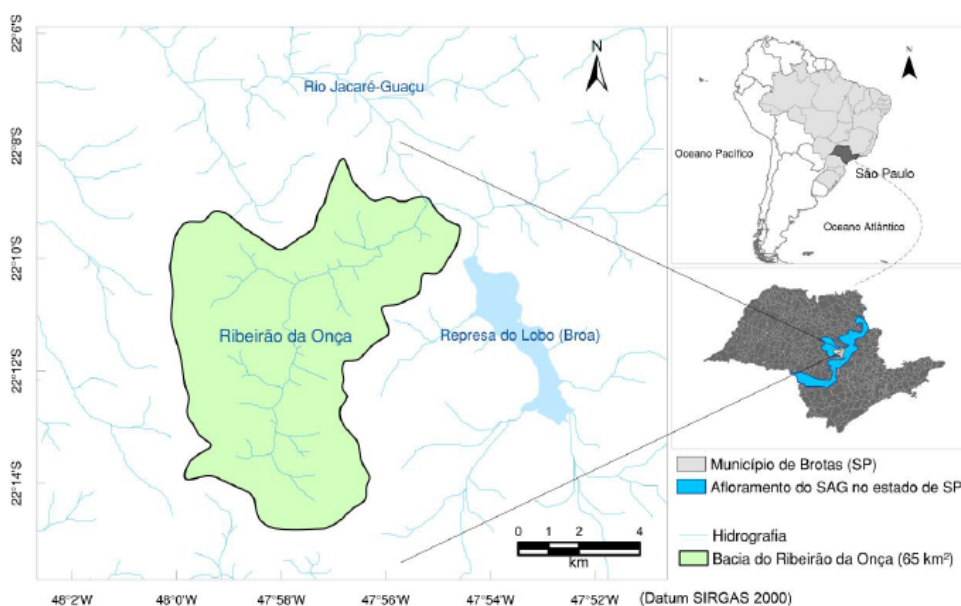 22°6'S
22°8'S
22°10'S
22°12'S
22°14'S
N
Rio Jacaré-Guaçu
Ribeirão da Onça
Represa do Lobo (Broa)
0 1 2 4
km
48°2'W 48°0'W 47°58'W 47°56'W 47°54'W 47°52'W
N
Oceano Pacífico
São Paulo
Oceano Atlântico
Município de Brotas (SP)
Afloramento do SAG no estado de SP
Hidrografia
Bacia do Ribeirão da Onça (65 km²)
(Datum SIRGAS 2000)